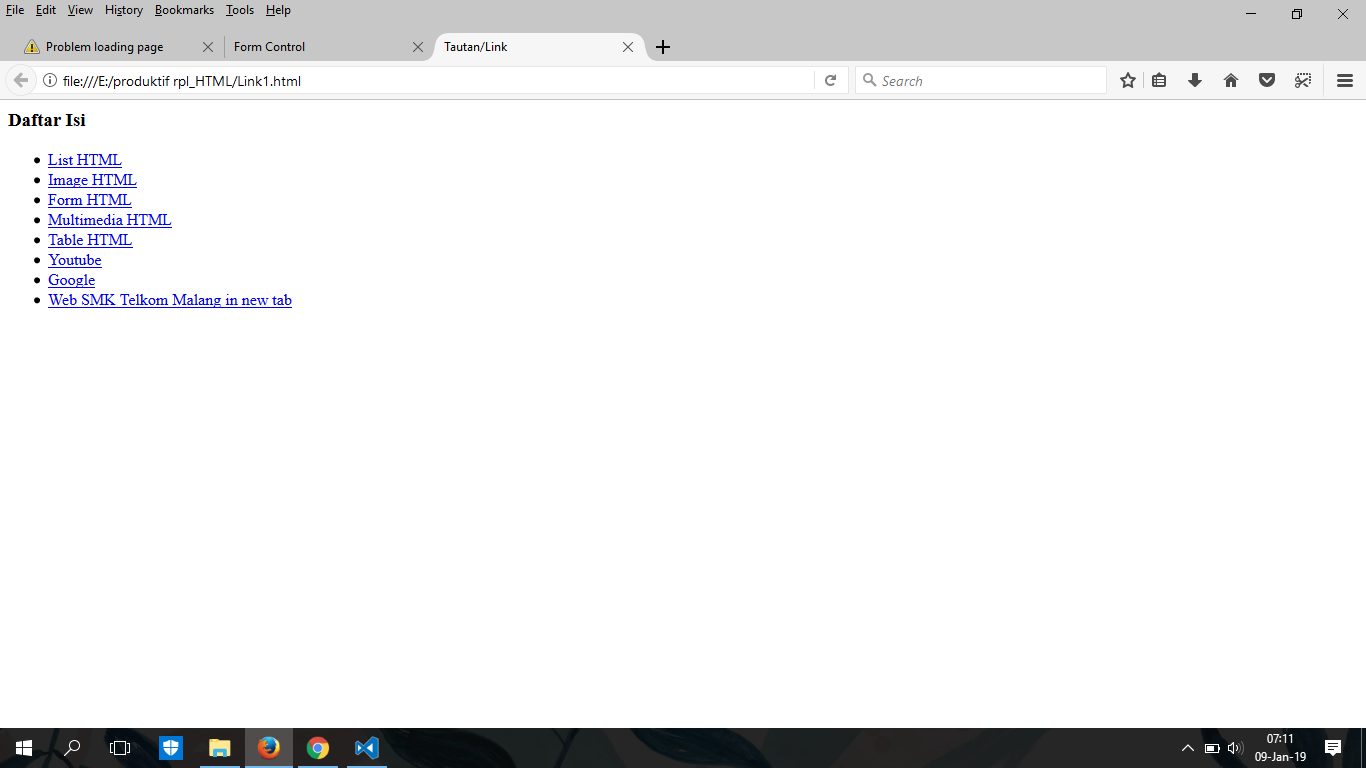 File Edit View History Bookmarks Tools Help
Problem loading page Form Control Tautan/Link
file:///E:/produktif rpl_HTML/Link1.html Search
Daftar Isi
List HTML
Image HTML
Form HTML
Multimedia HTML
Table HTML
Youtube
Google
Web SMK Telkom Malang in new tab
07:11
09-Jan-19